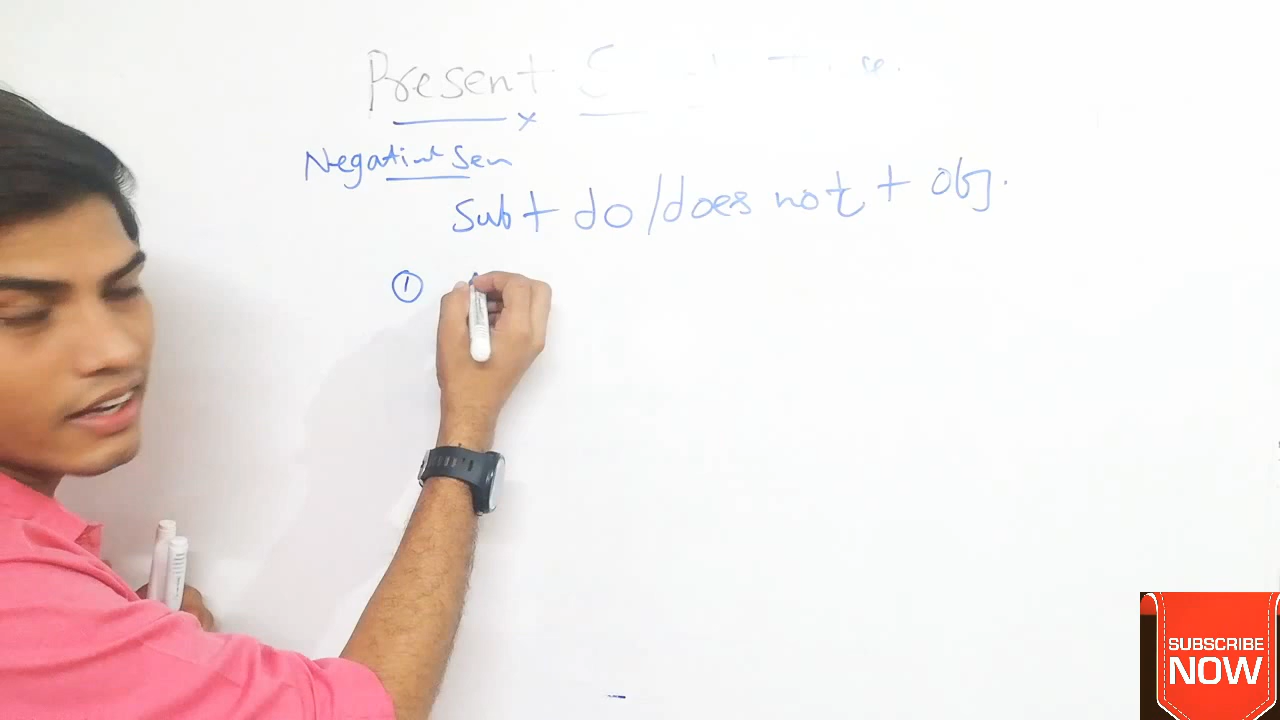 Present
Negative Sen
Sub + do/does not + obj.
①
SUBSCRIBE
NOW